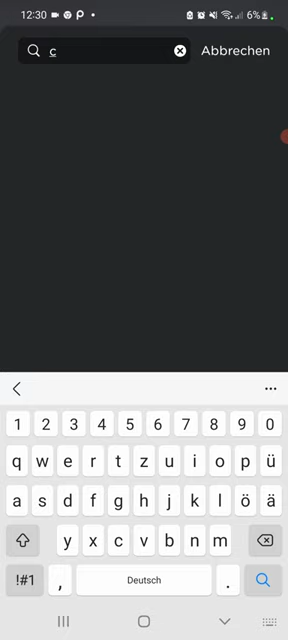 12:30 6%
c Abbrechen
1 2 3 4 5 6 7 8 9 0
q w e r t z u i o p ü
a s d f g h j k l ö ä
y x c v b n m
!#1 , Deutsch .